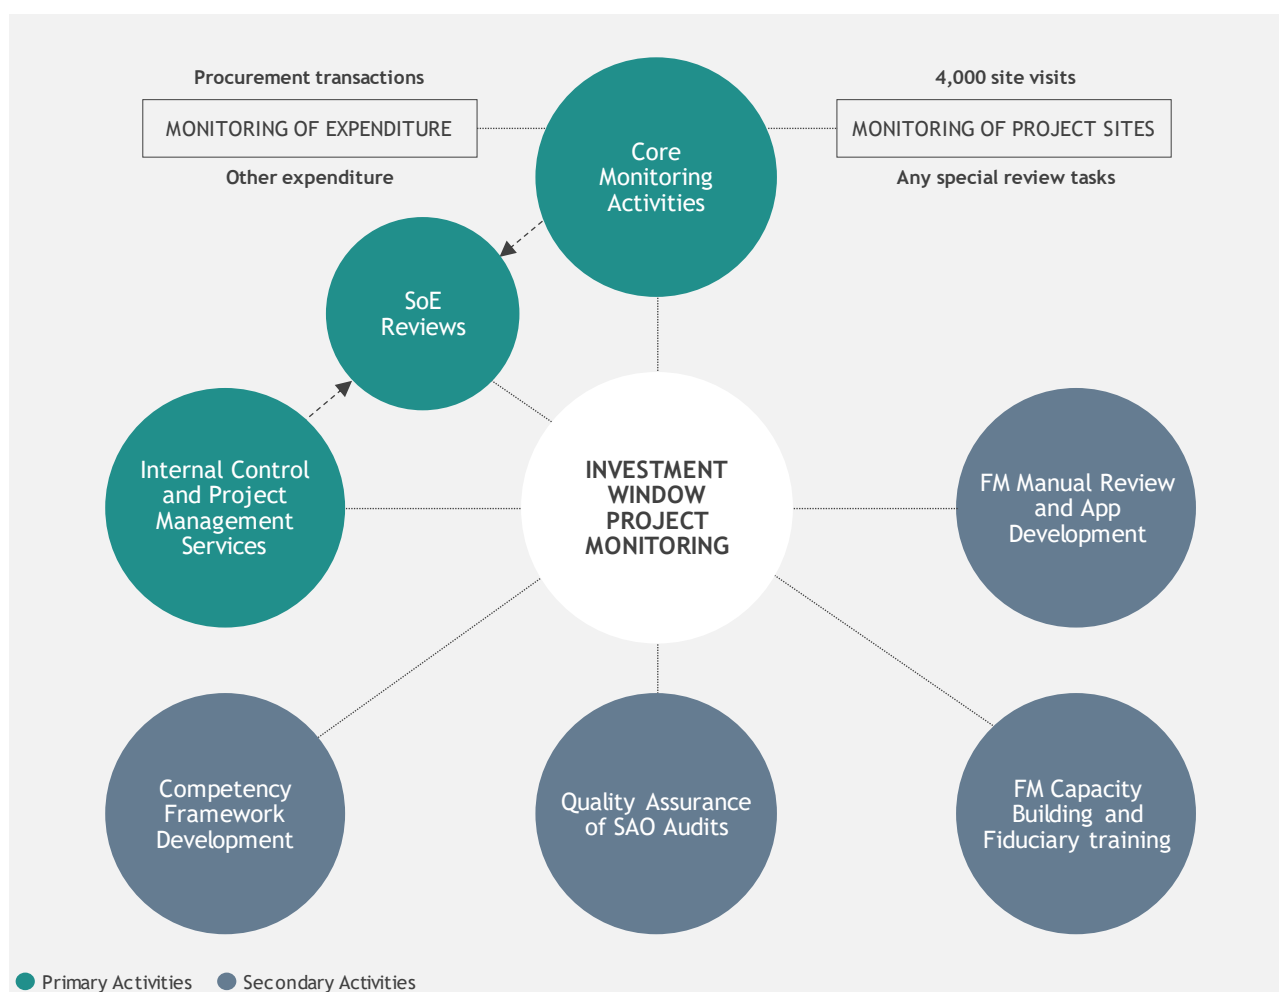 Procurement transactions
MONITORING OF EXPENDITURE
Other expenditure
4,000 site visits
MONITORING OF PROJECT SITES
Any special review tasks
Core
Monitoring
Activities
SoE
Reviews
Internal Control
and Project
Management
Services
INVESTMENT
WINDOW
PROJECT
MONITORING
FM Manual Review
and App
Development
Competency
Framework
Development
Quality Assurance
of SAO Audits
FM Capacity
Building and
Fiduciary training
Primary Activities
Secondary Activities